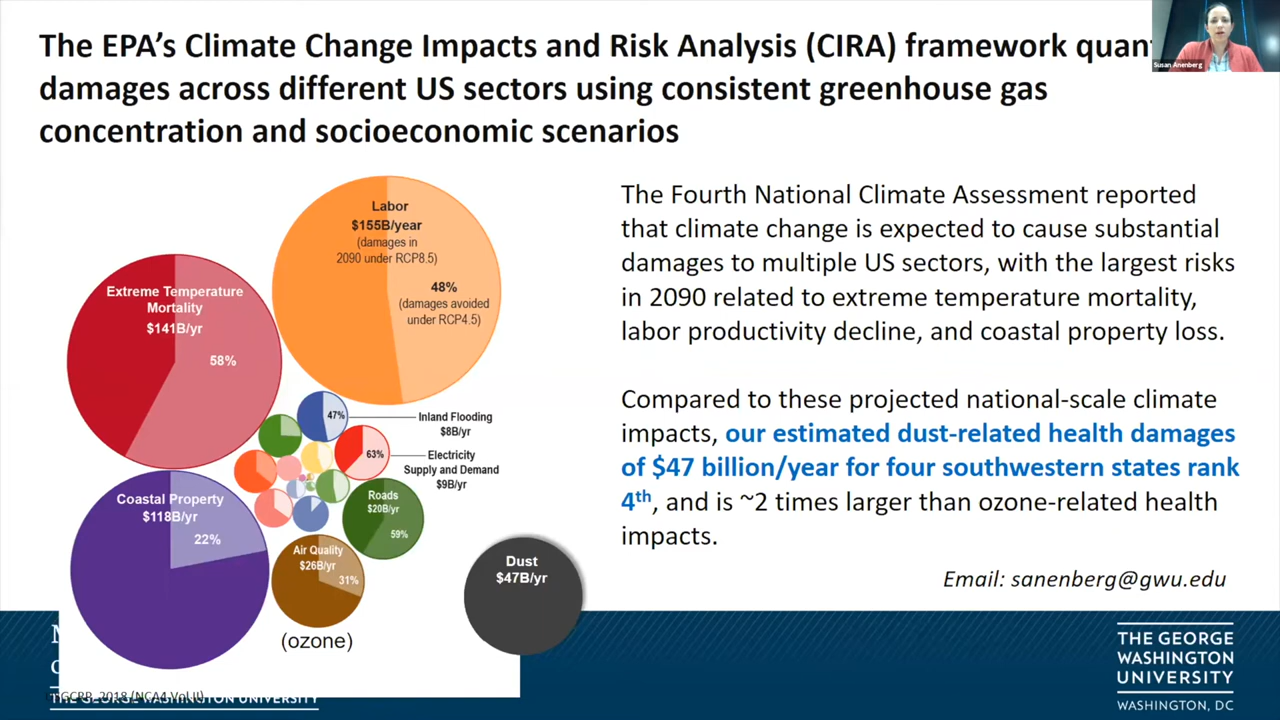 The EPA's Climate Change Impacts and Risk Analysis (CIRA) framework
damages across different US sectors using consistent greenhouse gas
concentration and socioeconomic scenarios
Susan Anenberg
Labor
$155B/year
(damages in
2090 under RCP8.5)
48%
(damages avoided
under RCP4.5)
Extreme Temperature
Mortality
$141B/yr
58%
47%
Inland Flooding
$8B/yr
63%
Electricity
Supply and Demand
$9B/yr
Coastal Property
$118B/yr
22%
Roads
$20B/yr
59%
Air Quality
$26B/yr
31%
(ozone)
Dust
$47B/yr
The Fourth National Climate Assessment reported
that climate change is expected to cause substantial
damages to multiple US sectors, with the largest risks
in 2090 related to extreme temperature mortality,
labor productivity decline, and coastal property loss.
Compared to these projected national-scale climate
impacts, our estimated dust-related health damages
of $47 billion/year for four southwestern states rank
4th, and is ~2 times larger than ozone-related health
impacts.
Email: sanenberg@gwu.edu
2018 (NCA4 Vol II)
UNIVERSITY
THE GEORGE
WASHINGTON
UNIVERSITY
WASHINGTON, DC